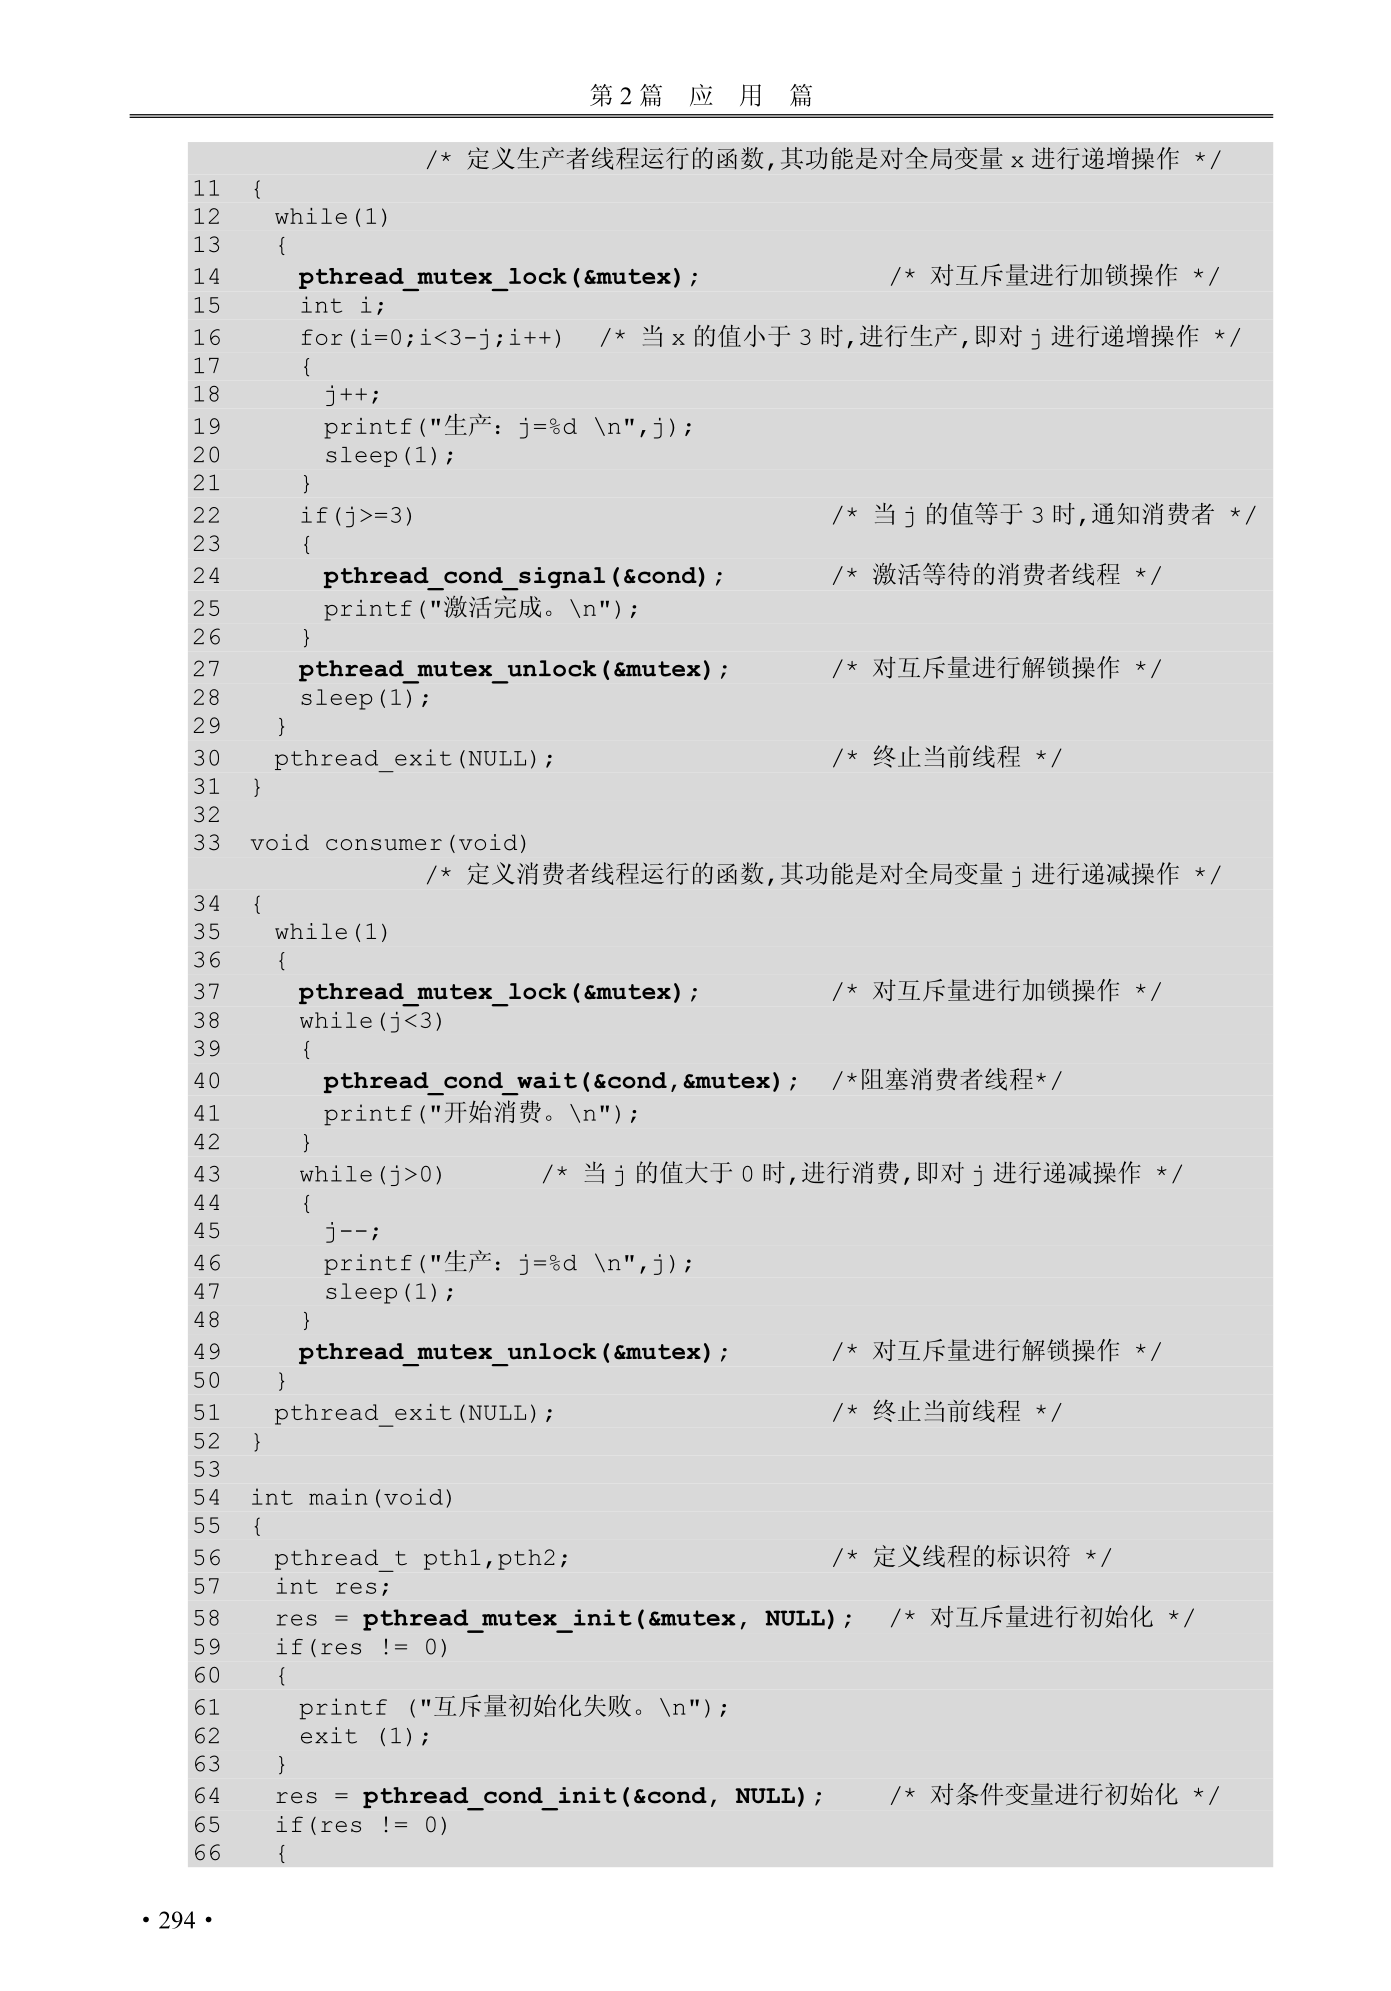 第 2 篇 应 用 篇
/* 定义生产者线程运行的函数,其功能是对全局变量 x 进行递增操作 */
11 {
12 while(1)
13 {
14 pthread_mutex_lock(&mutex); /* 对互斥量进行加锁操作 */
15 int i;
16 for(i=0;i<3-j;i++) /* 当 x 的值小于 3 时,进行生产,即对 j 进行递增操作 */
17 {
18 j++;
19 printf("生产：j=%d \n",j);
20 sleep(1);
21 }
22 if(j>=3) /* 当 j 的值等于 3 时,通知消费者 */
23 {
24 pthread_cond_signal(&cond); /* 激活等待的消费者线程 */
25 printf("激活完成。\n");
26 }
27 pthread_mutex_unlock(&mutex); /* 对互斥量进行解锁操作 */
28 sleep(1);
29 }
30 pthread_exit(NULL); /* 终止当前线程 */
31 }
32
33 void consumer(void)
/* 定义消费者线程运行的函数,其功能是对全局变量 j 进行递减操作 */
34 {
35 while(1)
36 {
37 pthread_mutex_lock(&mutex); /* 对互斥量进行加锁操作 */
38 while(j<3)
39 {
40 pthread_cond_wait(&cond,&mutex); /*阻塞消费者线程*/
41 printf("开始消费。\n");
42 }
43 while(j>0) /* 当 j 的值大于 0 时,进行消费,即对 j 进行递减操作 */
44 {
45 j--;
46 printf("生产：j=%d \n",j);
47 sleep(1);
48 }
49 pthread_mutex_unlock(&mutex); /* 对互斥量进行解锁操作 */
50 }
51 pthread_exit(NULL); /* 终止当前线程 */
52 }
53
54 int main(void)
55 {
56 pthread_t pth1,pth2; /* 定义线程的标识符 */
57 int res;
58 res = pthread_mutex_init(&mutex, NULL); /* 对互斥量进行初始化 */
59 if(res != 0)
60 {
61 printf ("互斥量初始化失败。\n");
62 exit (1);
63 }
64 res = pthread_cond_init(&cond, NULL); /* 对条件变量进行初始化 */
65 if(res != 0)
66 {
• 294 •